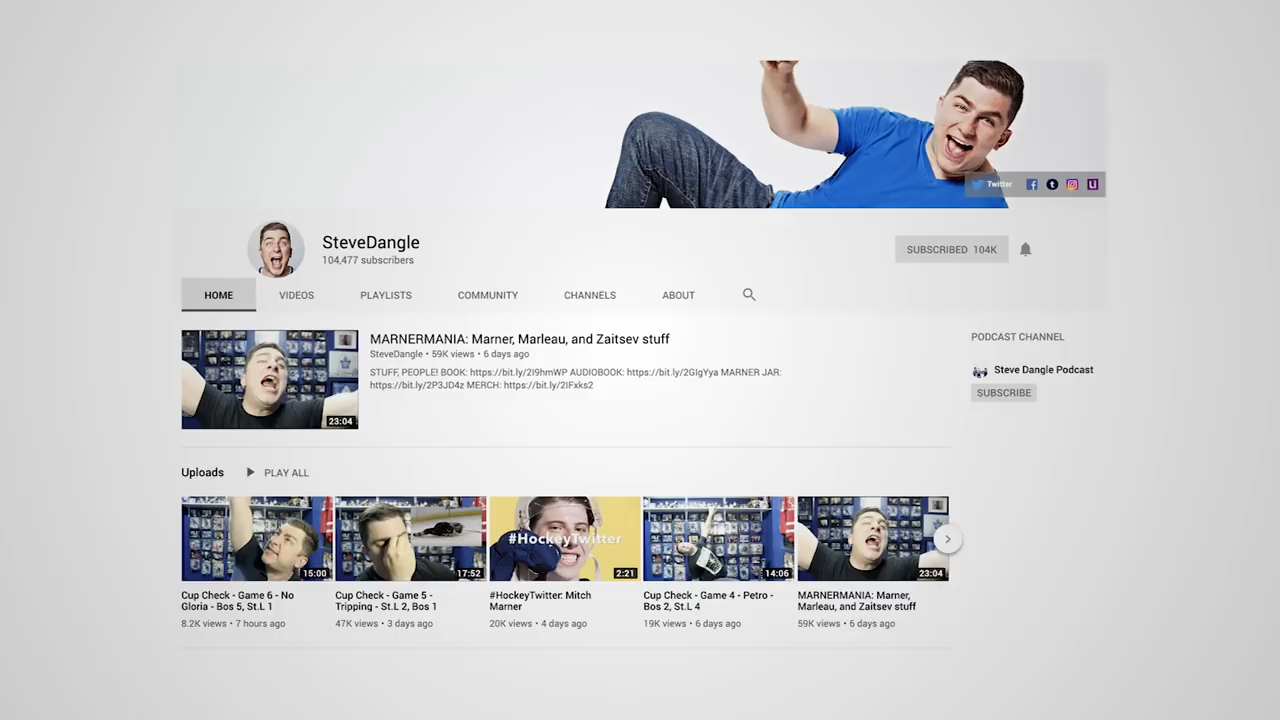 Twitter
SteveDangle
104,477 subscribers
SUBSCRIBED 104K
HOME
VIDEOS
PLAYLISTS
COMMUNITY
CHANNELS
ABOUT
MARNERMANIA: Marner, Marleau, and Zaitsev stuff
SteveDangle • 59K views • 6 days ago
STUFF, PEOPLE! BOOK: https://bit.ly/2I9hmWP AUDIOBOOK: https://bit.ly/2GIgYya MARNER JAR:
https://bit.ly/2P3JD4z MERCH: https://bit.ly/2IFxks2
23:04
PODCAST CHANNEL
Steve Dangle Podcast
SUBSCRIBE
Uploads
PLAY ALL
15:00
Cup Check - Game 6 - No
Gloria - Bos 5, St.L 1
8.2K views • 7 hours ago
17:52
Cup Check - Game 5 -
Tripping - St.L 2, Bos 1
47K views • 3 days ago
#HockeyTwitter
2:21
#HockeyTwitter: Mitch
Marner
20K views • 4 days ago
14:06
Cup Check - Game 4 - Petro -
Bos 2, St.L 4
19K views • 6 days ago
23:04
MARNERMANIA: Marner,
Marleau, and Zaitsev stuff
59K views • 6 days ago